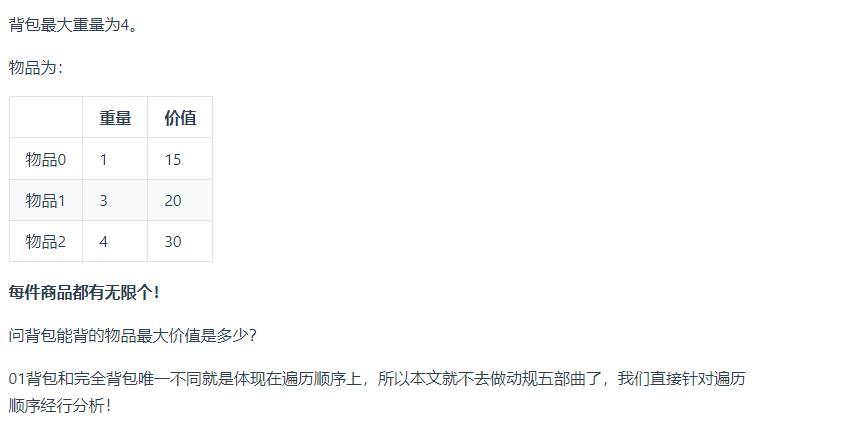 背包最大重量为4。
物品为：
重量 价值
物品0 1 15
物品1 3 20
物品2 4 30
每件商品都有无限个！
问背包能背的物品最大价值是多少？
01背包和完全背包唯一不同就是体现在遍历顺序上，所以本文就不去做动规五部曲了，我们直接针对遍历
顺序经行分析！